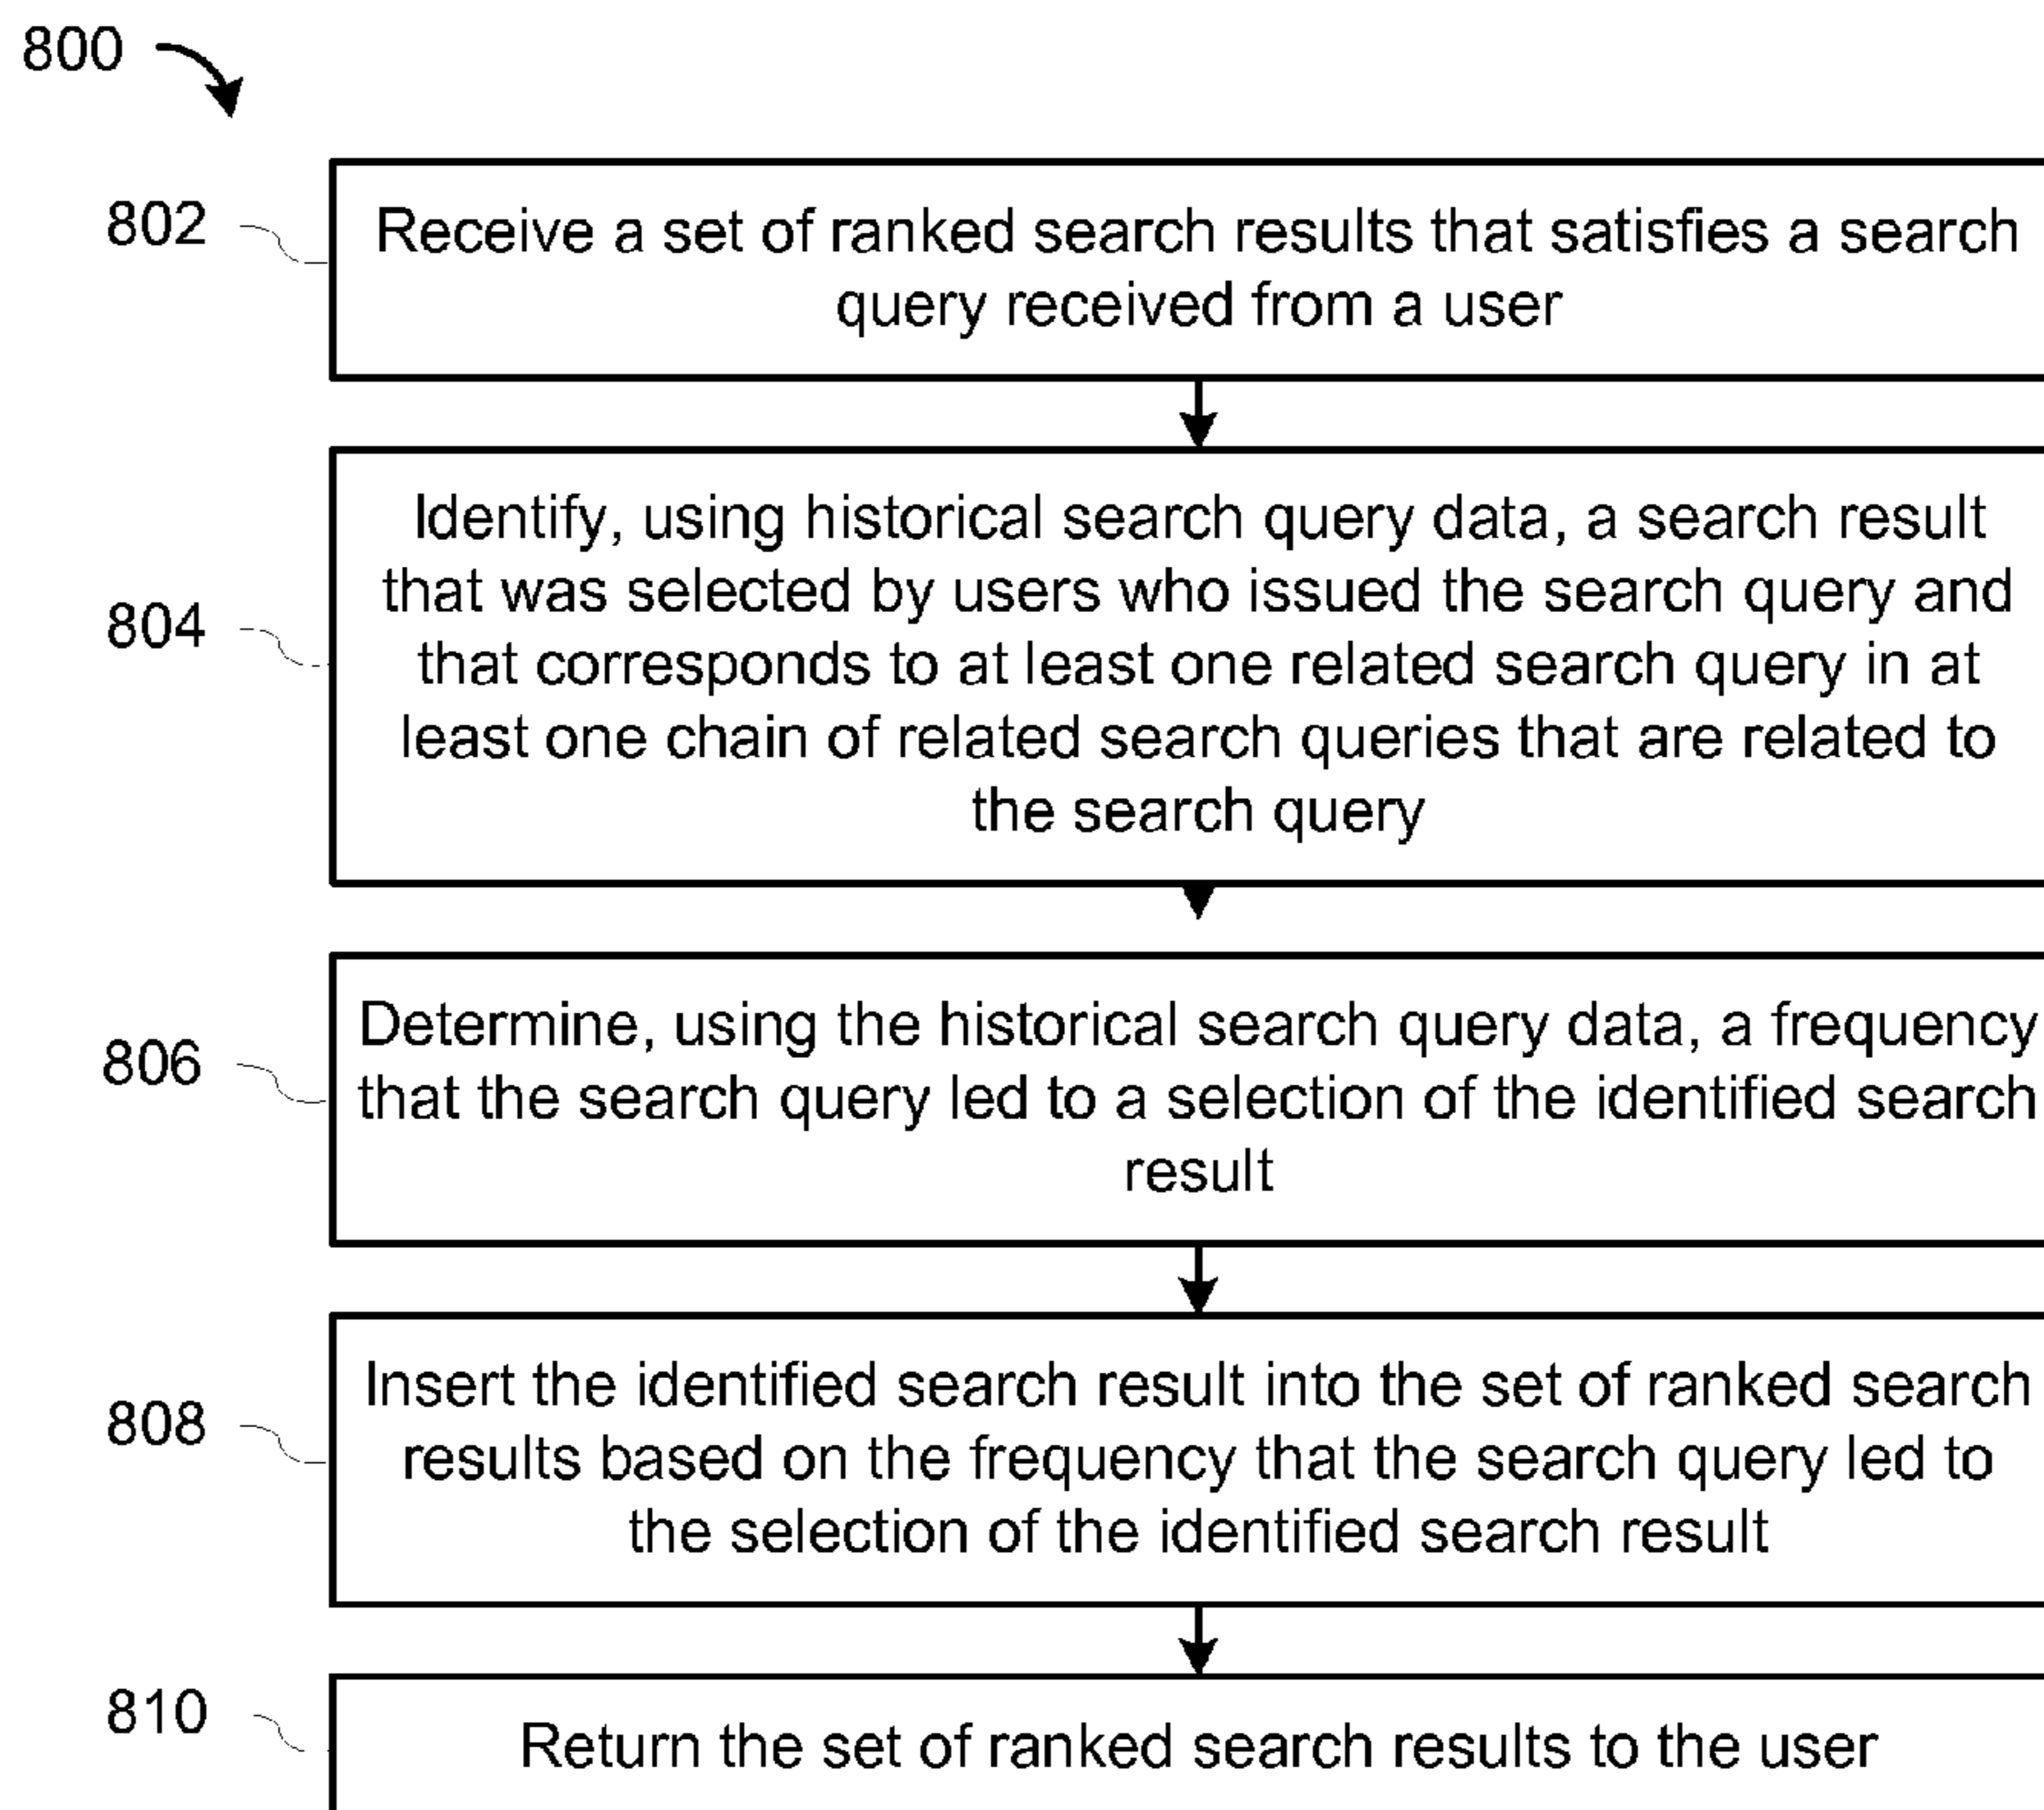 800
802
Receive a set of ranked search results that satisfies a search
query received from a user
804
Identify, using historical search query data, a search result
that was selected by users who issued the search query and
that corresponds to at least one related search query in at
least one chain of related search queries that are related to
the search query
806
Determine, using the historical search query data, a frequency
that the search query led to a selection of the identified search
result
808
Insert the identified search result into the set of ranked search
results based on the frequency that the search query led to
the selection of the identified search result
810
Return the set of ranked search results to the user